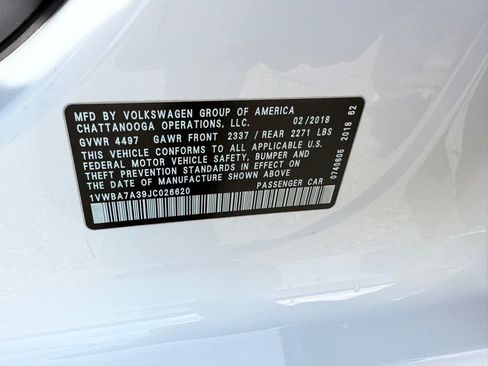 MFD BY VOLKSWAGEN GROUP OF AMERICA
CHATTANOOGA OPERATIONS, LLC. 02/2018
GVWR 4497 GAWR FRONT 2337 / REAR 2271 LBS
THIS VEHICLE CONFORMS TO ALL APPLICABLE U.S.
FEDERAL MOTOR VEHICLE SAFETY, BUMPER AND
THEFT PREVENTION STANDARDS IN EFFECT ON
THE DATE OF MANUFACTURE SHOWN ABOVE
1VWBA7A39JC026620 PASSENGER CAR
0740605 2018 62